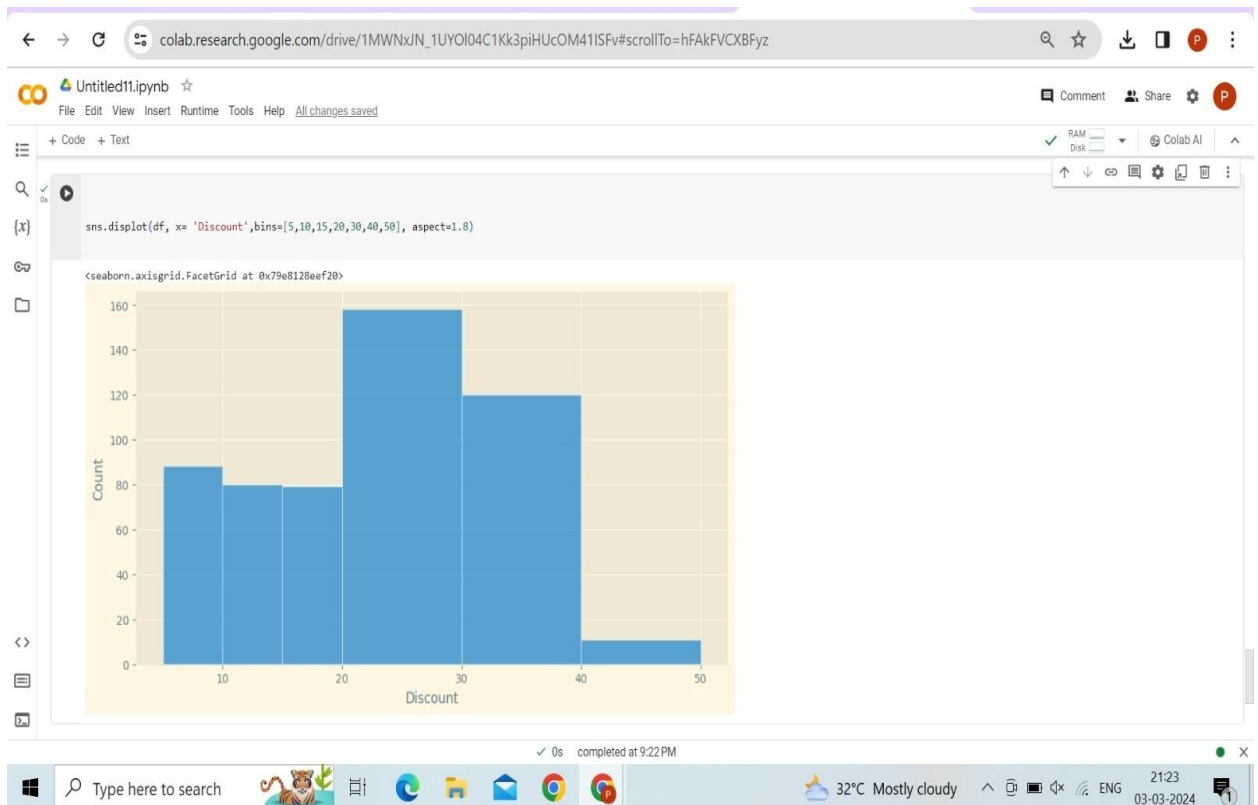 colab.research.google.com/drive/1MWNxJN_1UYOl04C1Kk3piHUcOM41ISFv#scrollTo=hFAkFVCXBFyz
P
CO
Untitled11.ipynb
File Edit View Insert Runtime Tools Help All changes saved
Comment Share P
+ Code + Text
RAM
Disk
Colab AI
0s
{x}
sns.displot(df, x= 'Discount',bins=[5,10,15,20,30,40,50], aspect=1.8)
<seaborn.axisgrid.FacetGrid at 0x79e8128eef20>
160
140
120
100
80
60
40
20
0
Count
10 20 30 40 50
Discount
<>
0s completed at 9:22 PM
X
Type here to search
P
32°C Mostly cloudy
ENG
21:23
03-03-2024
1